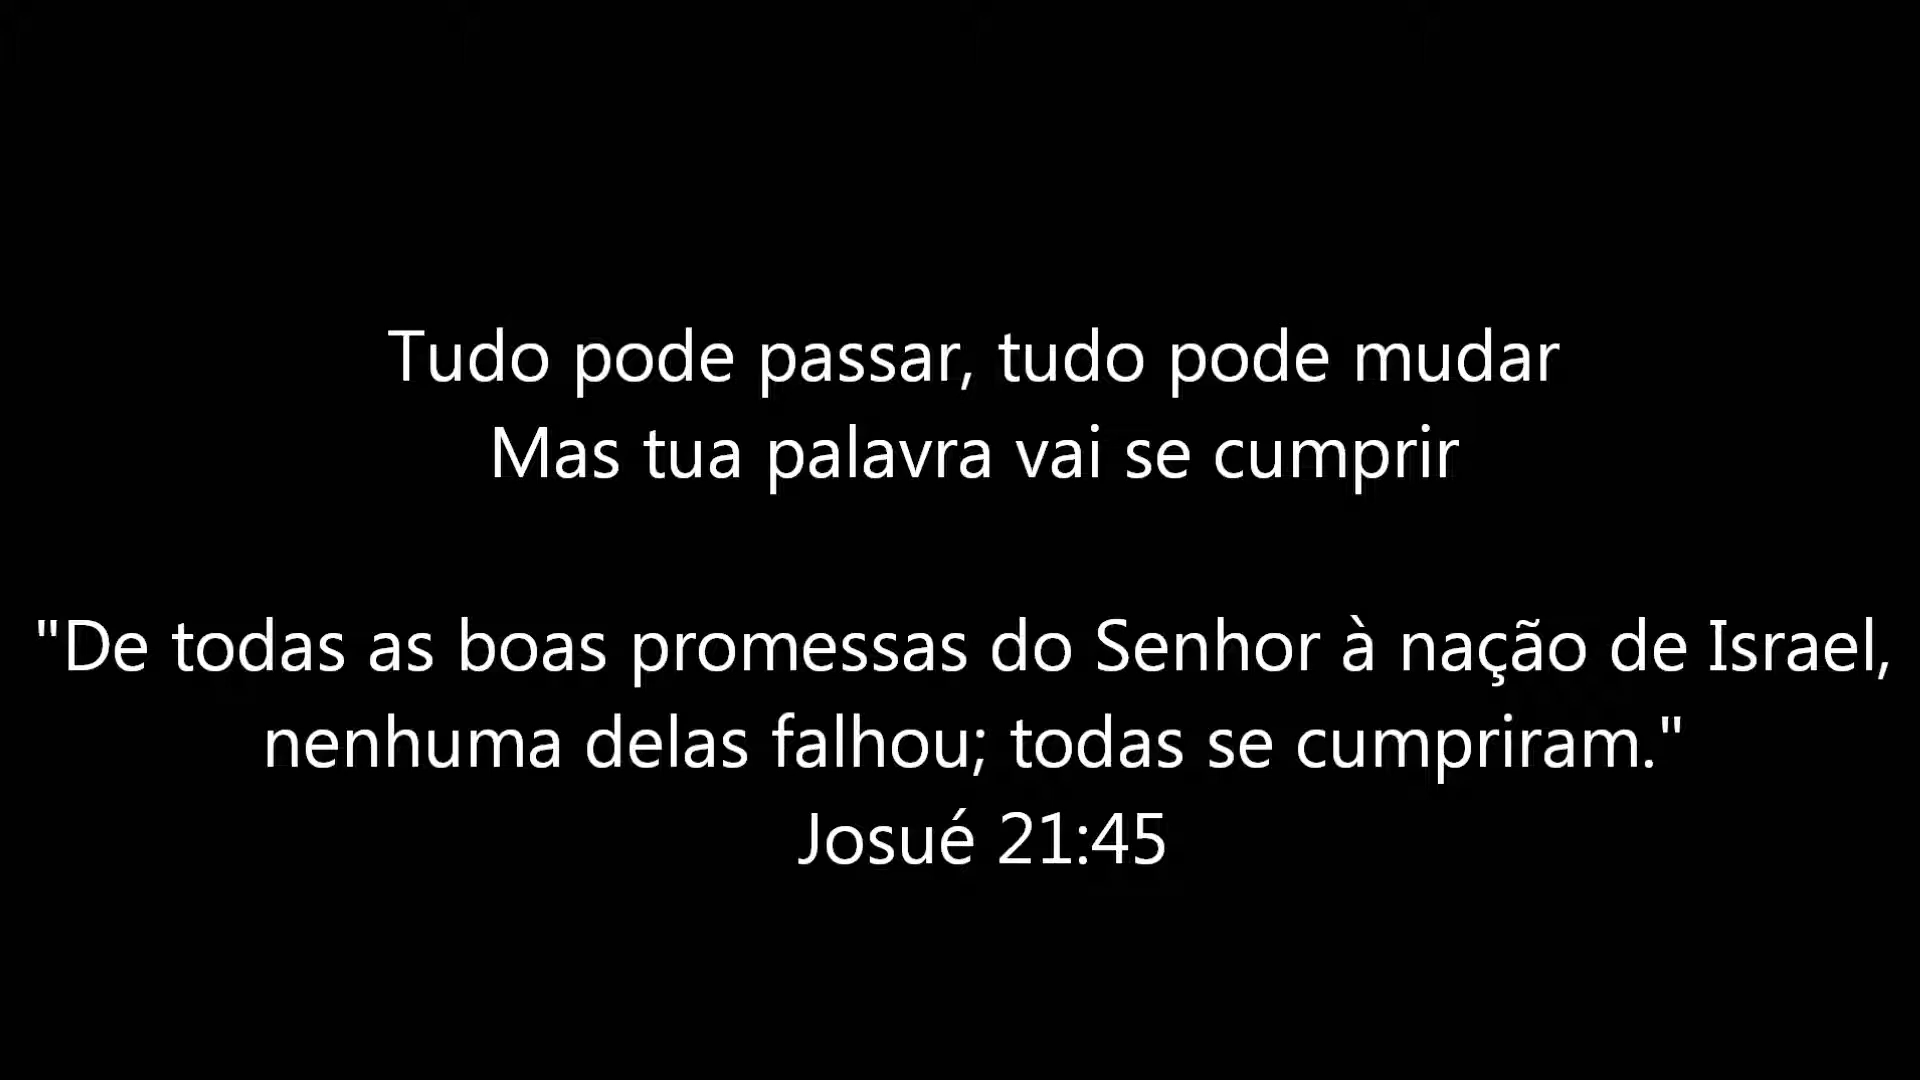 Tudo pode passar, tudo pode mudar
Mas tua palavra vai se cumprir
"De todas as boas promessas do Senhor à nação de Israel,
nenhuma delas falhou; todas se cumpriram."
Josué 21:45